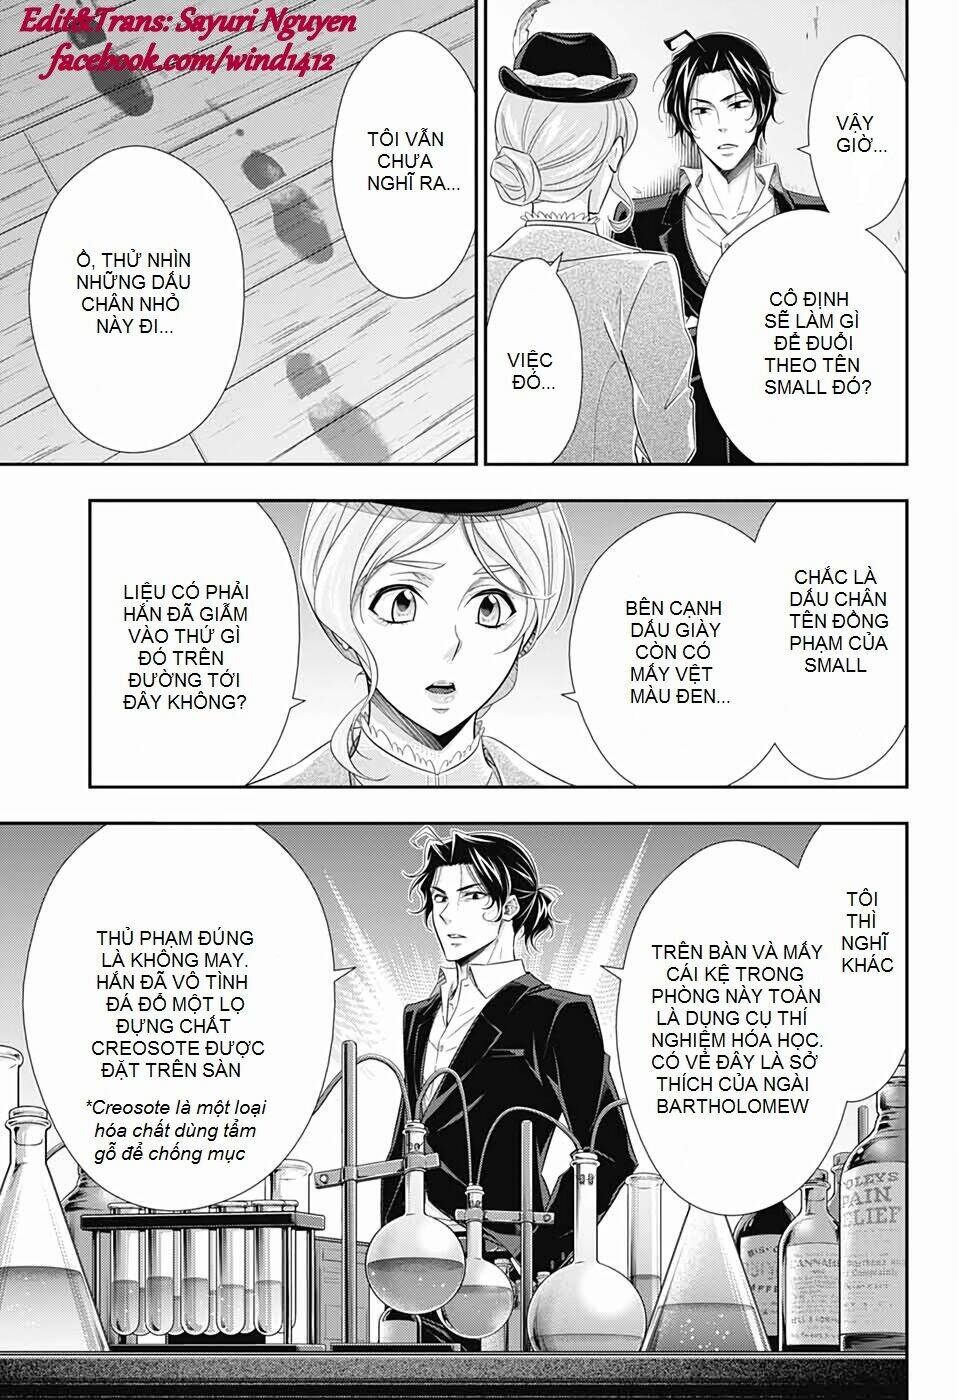 Edit&Trans: Sayuri Nguyen
facebook.com/wind1412
VẬY
GIỜ...
CÔ ĐỊNH
SẼ LÀM GÌ
ĐỂ ĐUỔI
THEO TÊN
SMALL ĐÓ?
VIỆC
ĐÓ...
TÔI VẪN
CHƯA
NGHĨ RA...
Ồ, THỬ NHÌN
NHỮNG DẤU
CHÂN NHỎ
NÀY ĐI...
CHẮC LÀ
DẤU CHÂN
TÊN ĐỒNG
PHẠM CỦA
SMALL
BÊN CẠNH
DẤU GIÀY
CÒN CÓ
MẤY VỆT
MÀU ĐEN...
LIỆU CÓ PHẢI
HẮN ĐÃ GIẪM
VÀO THỨ GÌ
ĐÓ TRÊN
ĐƯỜNG TỚI
ĐÂY KHÔNG?
TÔI
THÌ
NGHĨ
KHÁC
TRÊN BÀN VÀ MẤY
CÁI KỆ TRONG
PHÒNG NÀY TOÀN
LÀ DỤNG CỤ THÍ
NGHIỆM HÓA HỌC.
CÓ VẺ ĐÂY LÀ SỞ
THÍCH CỦA NGÀI
BARTHOLOMEW
THỦ PHẠM ĐÚNG
LÀ KHÔNG MAY.
HẮN ĐÃ VÔ TÌNH
ĐÁ ĐỔ MỘT LỌ
ĐỰNG CHẤT
CREOSOTE ĐƯỢC
ĐẶT TRÊN SÀN
*Creosote là một loại
hóa chất dùng tẩm
gỗ để chống mục
OLEYS
PAIN
ELIEF
CANNABI